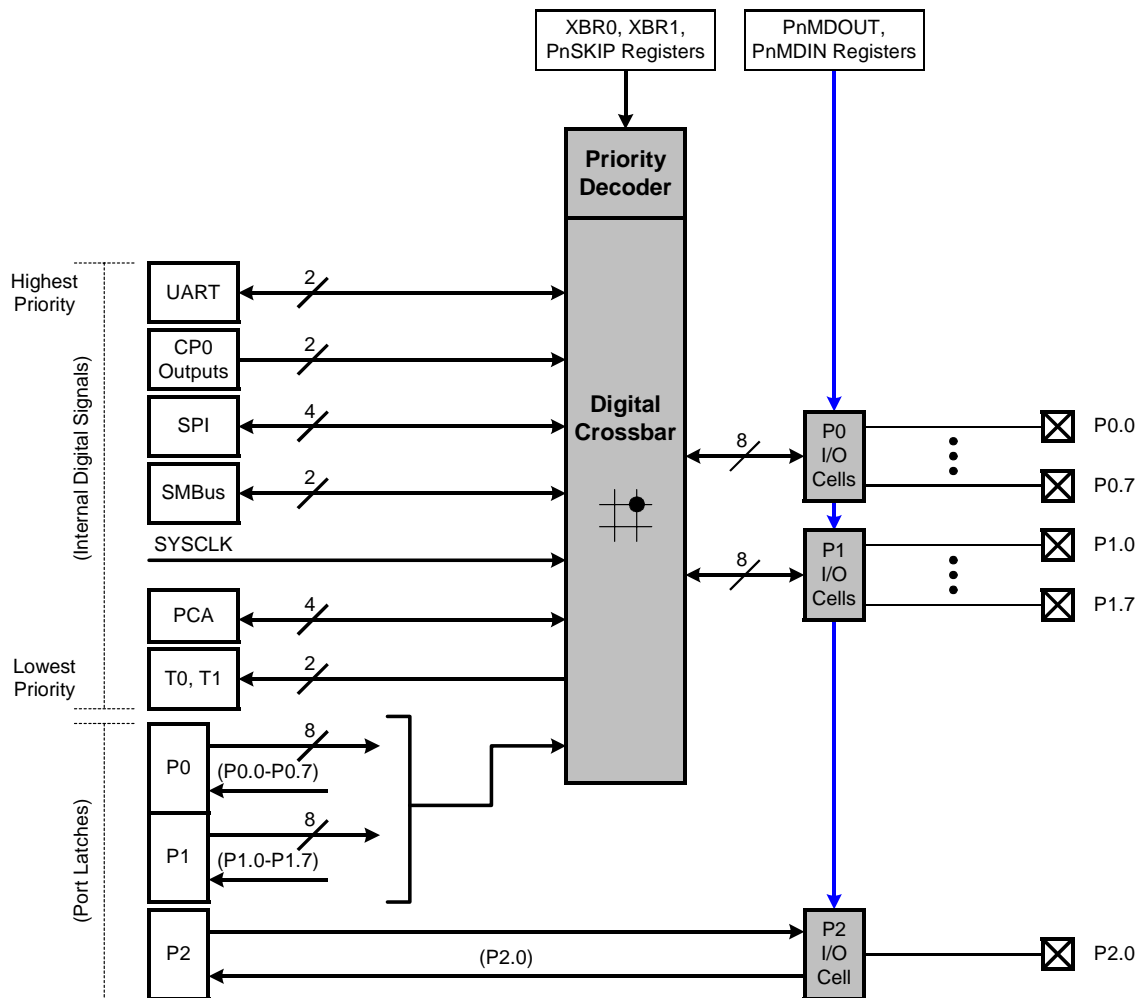 XBR0, XBR1,
PnSKIP Registers
PnMDOUT,
PnMDIN Registers
Priority
Decoder
Highest
Priority
UART
2
CP0
Outputs
2
(Internal Digital Signals)
SPI
4
Digital
Crossbar
P0
I/O
Cells
8
P0.0
P0.7
SMBus
2
SYSCLK
P1
I/O
Cells
8
P1.0
P1.7
PCA
4
Lowest
Priority
T0, T1
2
(Port Latches)
P0
8
(P0.0-P0.7)
P1
8
(P1.0-P1.7)
P2
(P2.0)
P2
I/O
Cell
P2.0